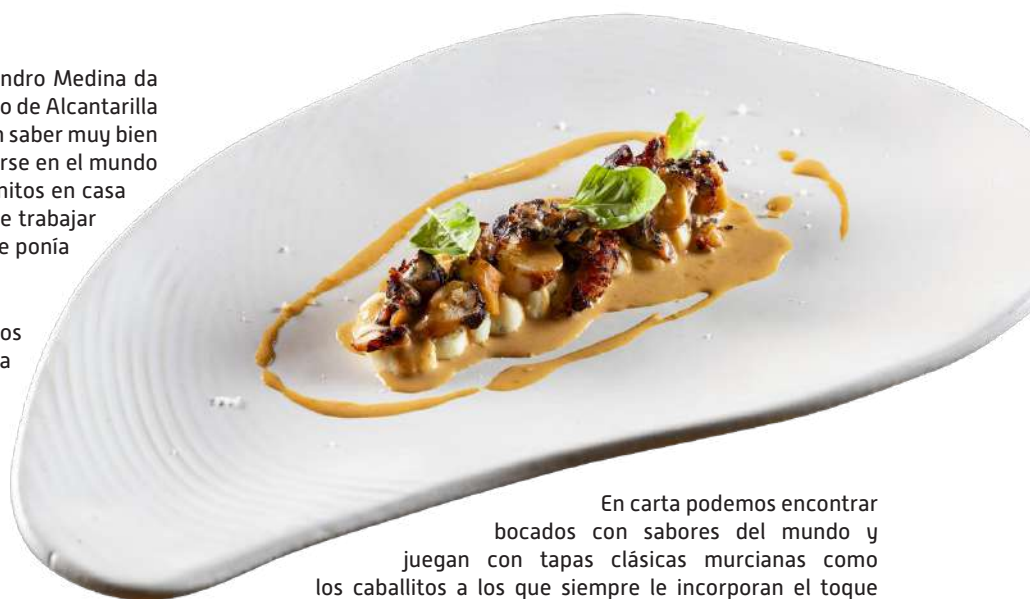 ndro Medina da
o de Alcantarilla
n saber muy bien
rse en el mundo
nitos en casa
e trabajar
e ponía
os
a
En carta podemos encontrar
bocados con sabores del mundo y
juegan con tapas clásicas murcianas como
los caballitos a los que siempre le incorporan el toque